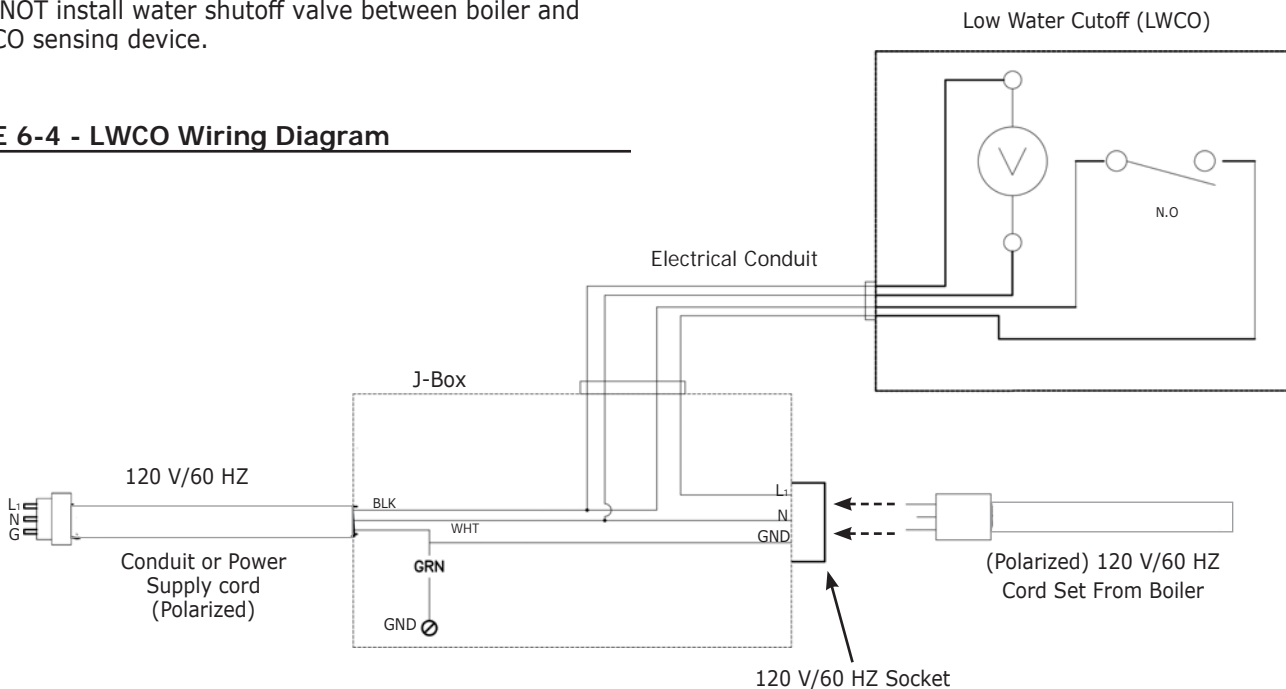 NOT install water shutoff valve between boiler and
CO sensing device.
E 6-4 - LWCO Wiring Diagram
Low Water Cutoff (LWCO)
V
N.O
Electrical Conduit
J-Box
120 V/60 HZ
L1
N
G
BLK
WHT
L1
N
GND
GRN
GND
Conduit or Power
Supply cord
(Polarized)
(Polarized) 120 V/60 HZ
Cord Set From Boiler
120 V/60 HZ Socket